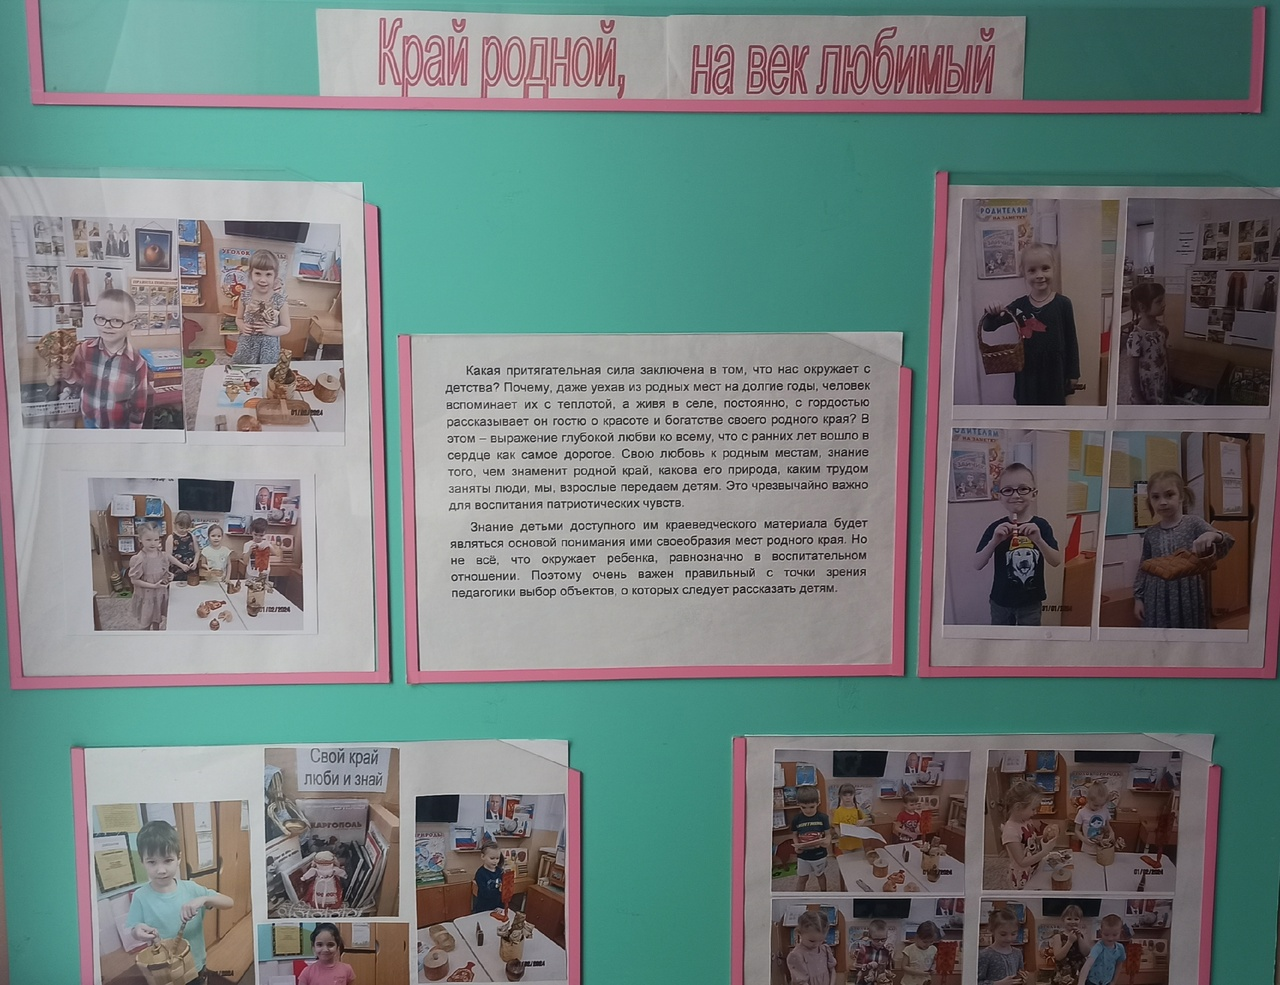 Край родной, на век любимый
Какая притягательная сила заключена в том, что нас окружает с
детства? Почему, даже уехав из родных мест на долгие годы, человек
вспоминает их с теплотой, а живя в селе, постоянно, с гордостью
рассказывает он гостю о красоте и богатстве своего родного края? В
этом – выражение глубокой любви ко всему, что с ранних лет вошло в
сердце как самое дорогое. Свою любовь к родным местам, знание
того, чем знаменит родной край, какова его природа, каким трудом
заняты люди, мы, взрослые передаем детям. Это чрезвычайно важно
для воспитания патриотических чувств.
Знание детьми доступного им краеведческого материала будет
являться основой понимания ими своеобразия мест родного края. Но
не всё, что окружает ребенка, равнозначно в воспитательном
отношении. Поэтому очень важен правильный с точки зрения
педагогики выбор объектов, о которых следует рассказать детям.
РОДИТЕЛЯМ
НА ЗАМЕТКУ
Свой край
люби и знай
КАРГОПОЛЬ